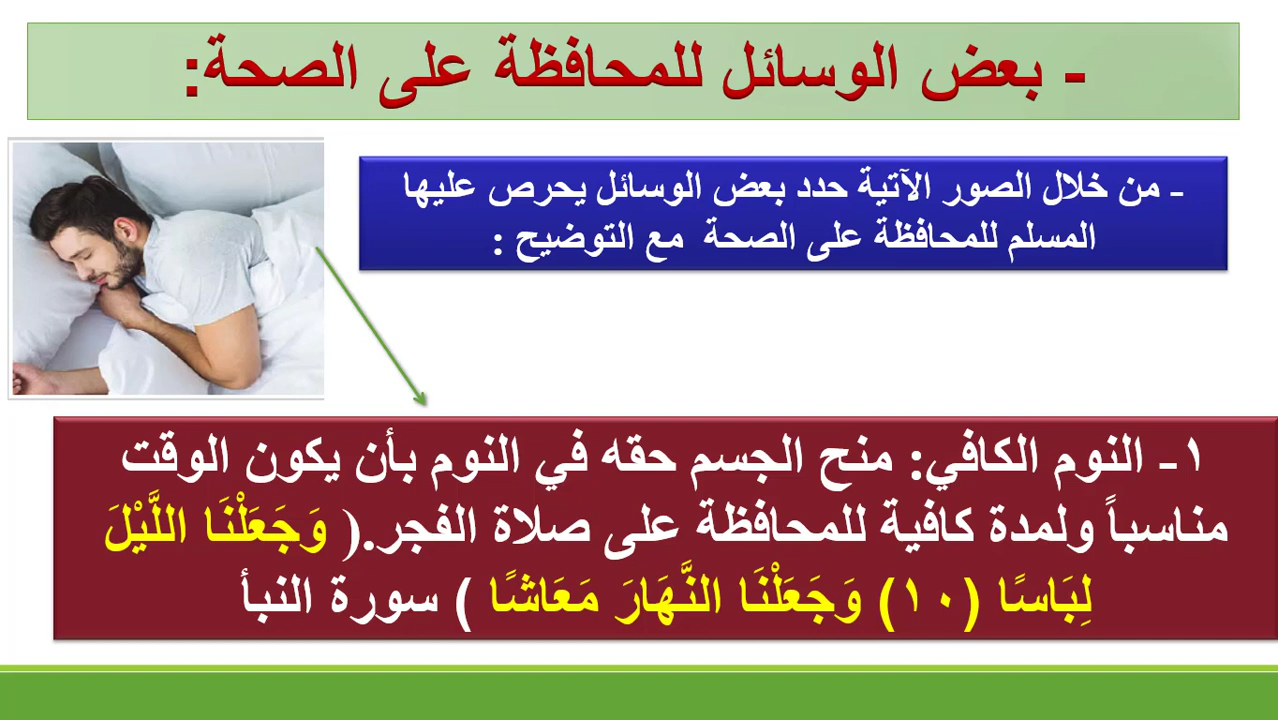 - بعض الوسائل للمحافظة على الصحة:
- من خلال الصور الآتية حدد بعض الوسائل يحرص عليها
المسلم للمحافظة على الصحة مع التوضيح :
١- النوم الكافي: منح الجسم حقه في النوم بأن يكون الوقت
مناسباً ولمدة كافية للمحافظة على صلاة الفجر.( وَجَعَلْنَا اللَّيْلَ
لِبَاسًا (١٠) وَجَعَلْنَا النَّهَارَ مَعَاشًا ) سورة النبأ